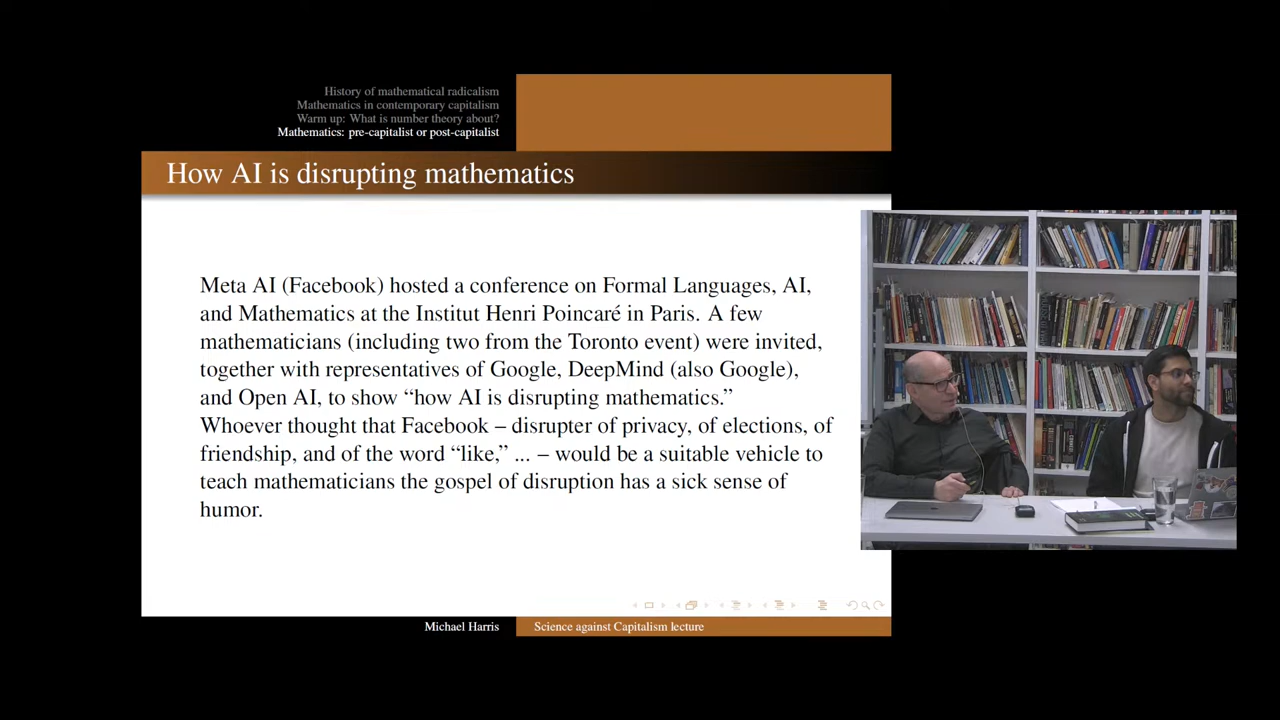 History of mathematical radicalism
Mathematics in contemporary capitalism
Warm up: What is number theory about?
Mathematics: pre-capitalist or post-capitalist
How AI is disrupting mathematics
Meta AI (Facebook) hosted a conference on Formal Languages, AI,
and Mathematics at the Institut Henri Poincaré in Paris. A few
mathematicians (including two from the Toronto event) were invited,
together with representatives of Google, DeepMind (also Google),
and Open AI, to show “how AI is disrupting mathematics.”
Whoever thought that Facebook – disrupter of privacy, of elections, of
friendship, and of the word “like,” ... – would be a suitable vehicle to
teach mathematicians the gospel of disruption has a sick sense of
humor.
Michael Harris
Science against Capitalism lecture